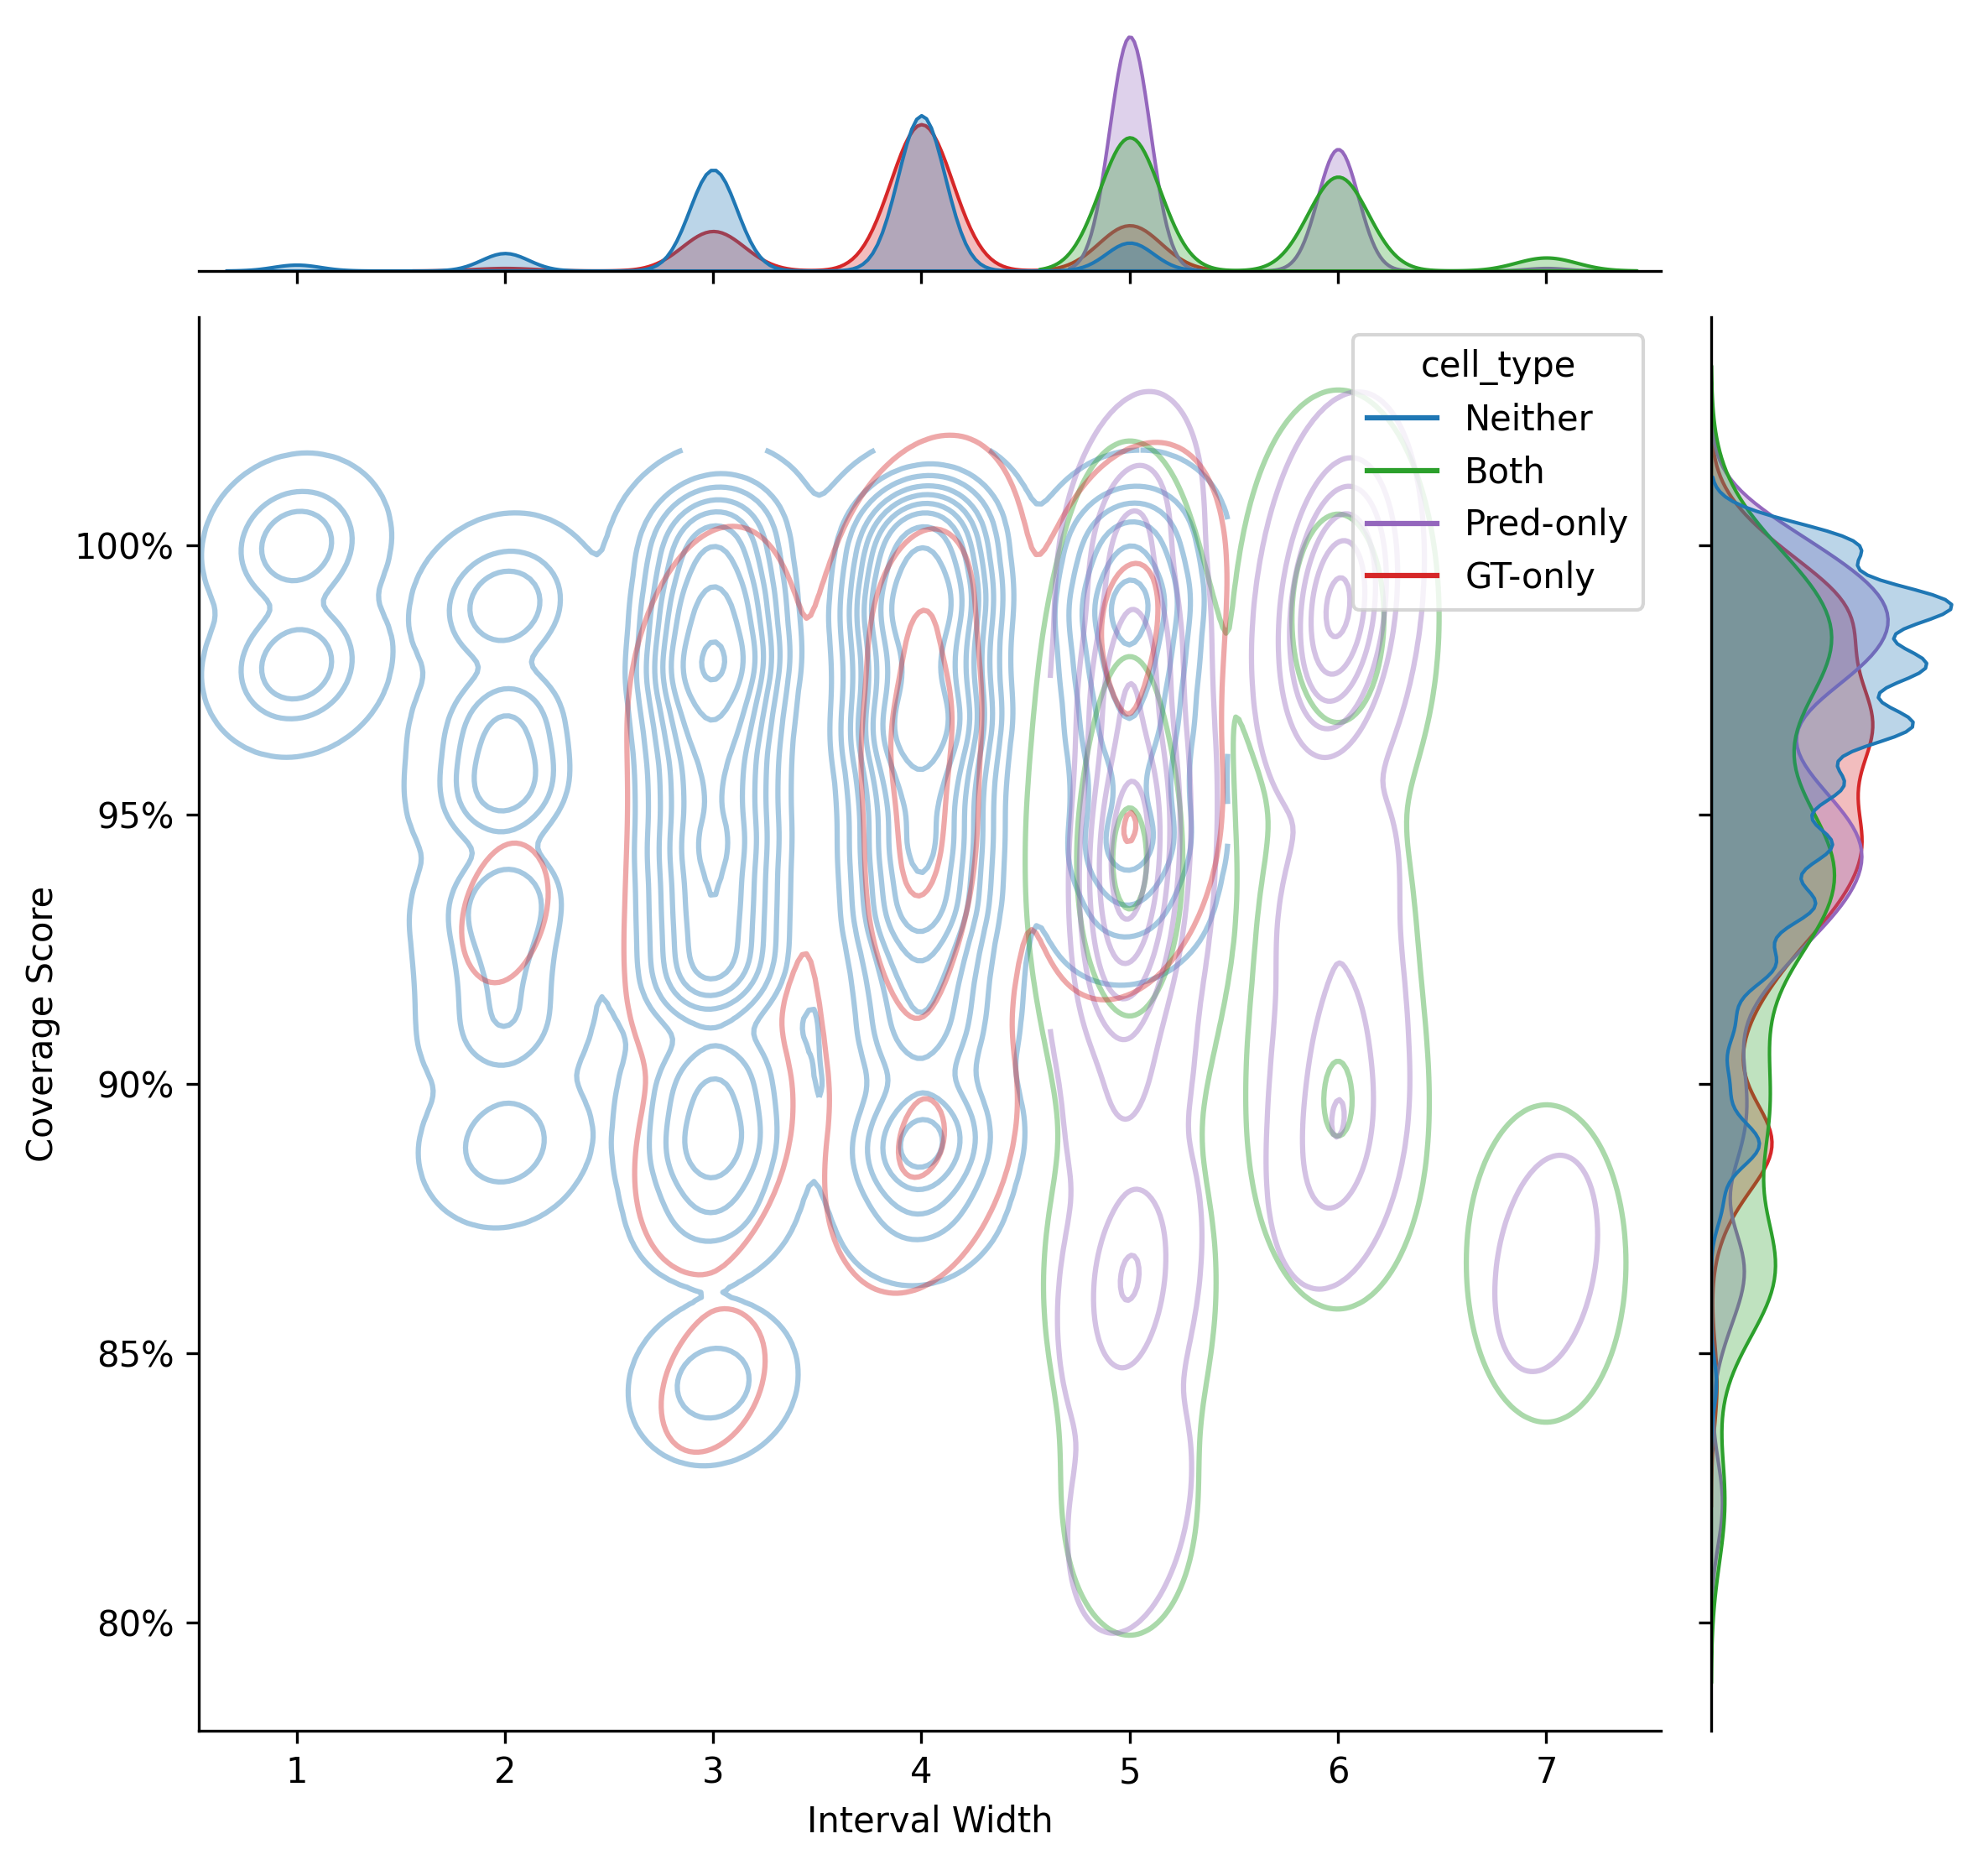 cell_type
Neither
Both
Pred-only
GT-only
100%
95%
90%
85%
80%
Coverage Score
1 2 3 4 5 6 7
Interval Width